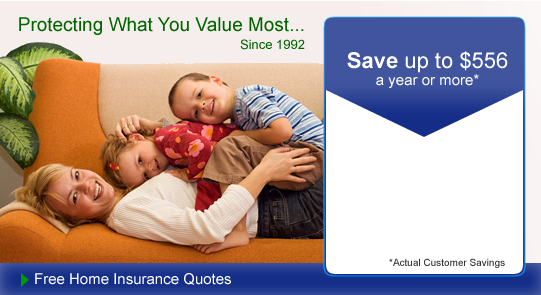 Protecting What You Value Most...
Since 1992
Save up to $556
a year or more*
*Actual Customer Savings
Free Home Insurance Quotes